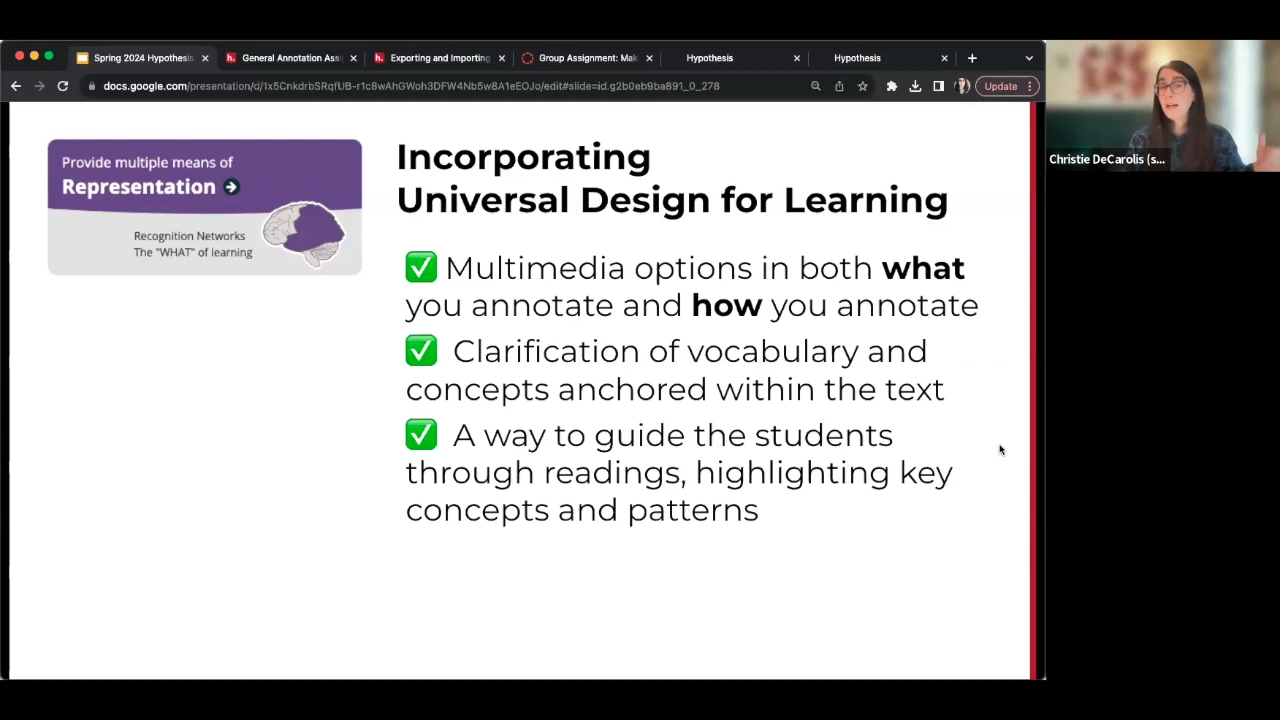 Spring 2024 Hypothesis
General Annotation Ass
Exporting and Importing
Group Assignment: Mak
Hypothesis
Hypothesis
docs.google.com/presentation/d/1x5CnkdrbSRqfUB-r1c8wAhGWoh3DFW4Nb5w8A1eEOJo/edit#slide=id.g2b0eb9ba891_0_278
Update
Christie DeCarolis (s...
Provide multiple means of
Representation
Recognition Networks
The "WHAT" of learning
Incorporating
Universal Design for Learning
✅ Multimedia options in both what
you annotate and how you annotate
✅ Clarification of vocabulary and
concepts anchored within the text
✅ A way to guide the students
through readings, highlighting key
concepts and patterns